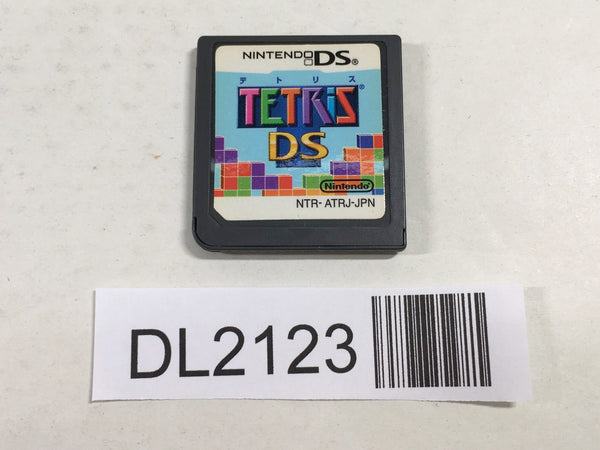 NINTENDO DS®
テトリス
TETRIS®
DS
Nintendo
NTR- ATRJ-JPN
DL2123